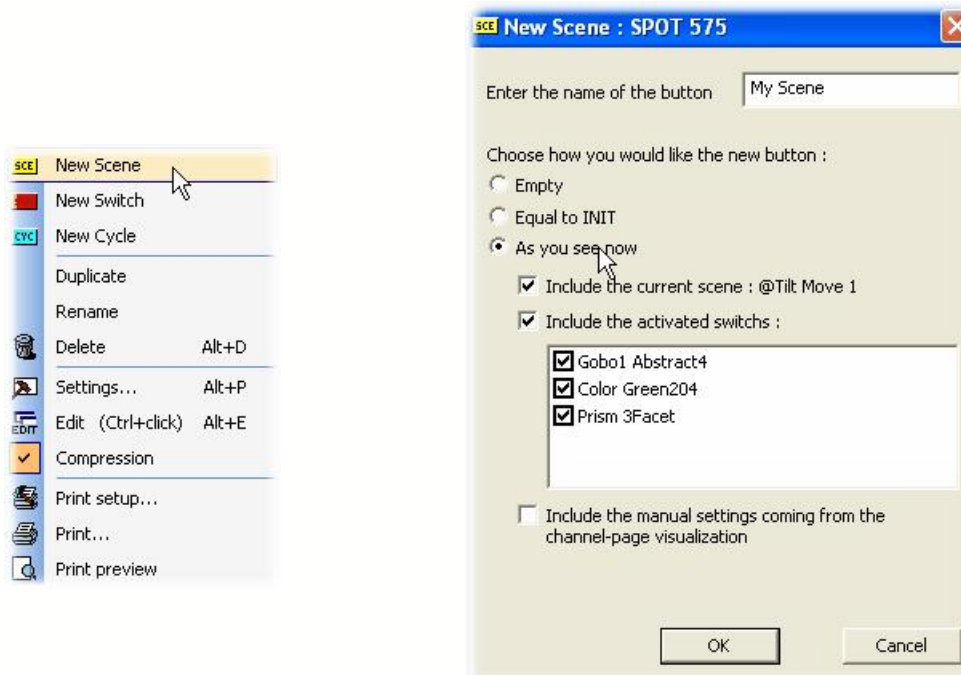 SCE New Scene
New Switch
CYC New Cycle
Duplicate
Rename
Delete Alt+D
Settings... Alt+P
EDIT Edit (Ctrl+click) Alt+E
Compression
Print setup...
Print...
Print preview
SCE New Scene : SPOT 575
Enter the name of the button My Scene
Choose how you would like the new button :
Empty
Equal to INIT
As you see now
Include the current scene : @Tilt Move 1
Include the activated switchs :
Gobo1 Abstract4
Color Green204
Prism 3Facet
Include the manual settings coming from the
channel-page visualization
OK Cancel